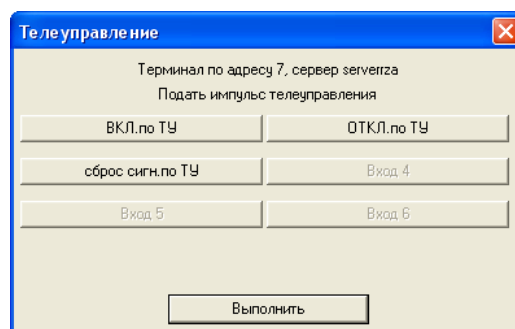 Телеуправление
Терминал по адресу 7, сервер serverrza
Подать импульс телеуправления
ВКЛ.по ТУ
ОТКЛ.по ТУ
сброс сигн.по ТУ
Вход 4
Вход 5
Вход 6
Выполнить